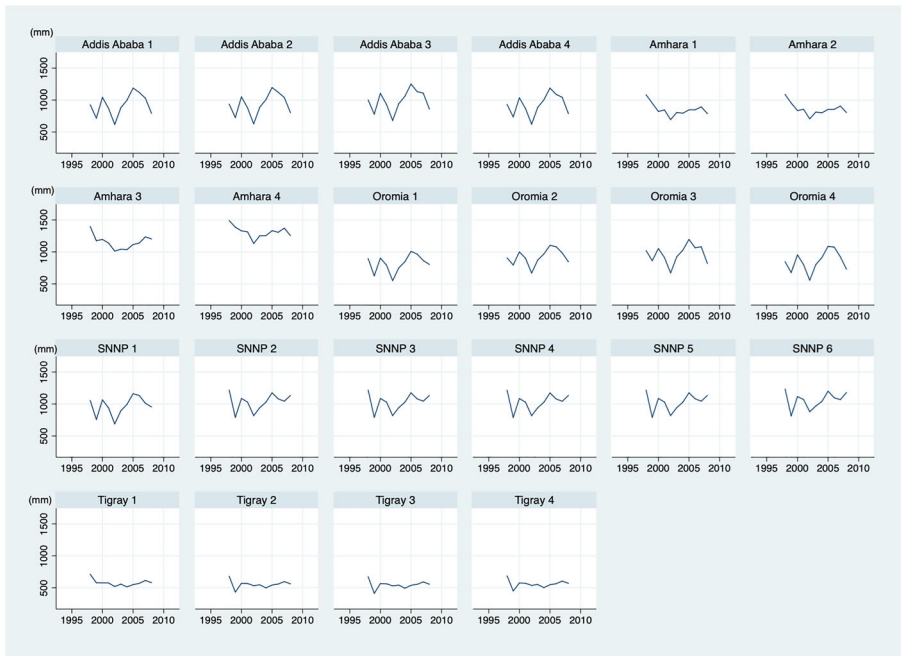 (mm)
Addis Ababa 1 Addis Ababa 2 Addis Ababa 3 Addis Ababa 4 Amhara 1 Amhara 2
1500
1000
500
1995 2000 2005 2010 1995 2000 2005 2010 1995 2000 2005 2010 1995 2000 2005 2010 1995 2000 2005 2010 1995 2000 2005 2010
(mm)
Amhara 3 Amhara 4 Oromia 1 Oromia 2 Oromia 3 Oromia 4
1500
1000
500
1995 2000 2005 2010 1995 2000 2005 2010 1995 2000 2005 2010 1995 2000 2005 2010 1995 2000 2005 2010 1995 2000 2005 2010
(mm) SNNP 1 SNNP 2 SNNP 3 SNNP 4 SNNP 5 SNNP 6
1500
1000
500
1995 2000 2005 2010 1995 2000 2005 2010 1995 2000 2005 2010 1995 2000 2005 2010 1995 2000 2005 2010 1995 2000 2005 2010
(mm) Tigray 1 Tigray 2 Tigray 3 Tigray 4
1500
1000
500
1995 2000 2005 2010 1995 2000 2005 2010 1995 2000 2005 2010 1995 2000 2005 2010